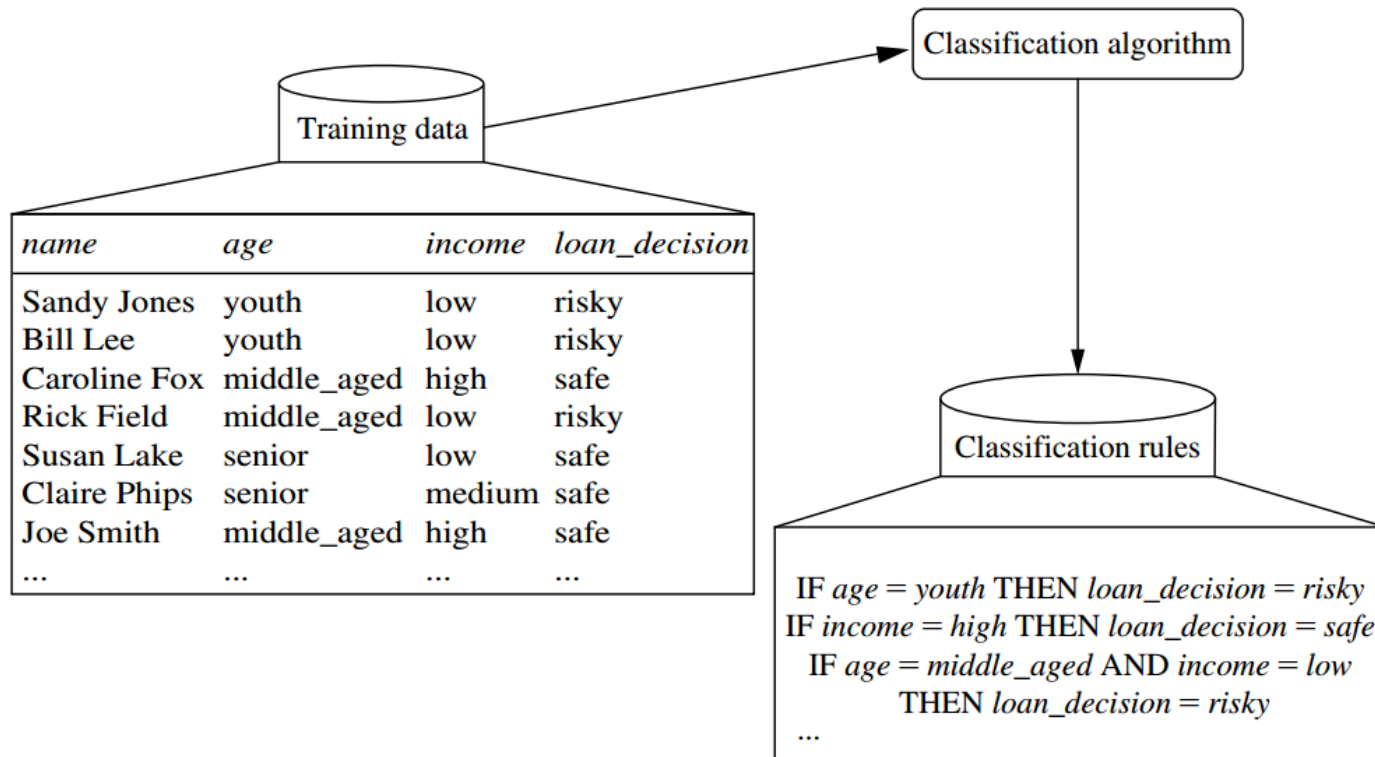 Classification algorithm
Training data
name age income loan_decision
Sandy Jones youth low risky
Bill Lee youth low risky
Caroline Fox middle_aged high safe
Rick Field middle_aged low risky
Susan Lake senior low safe
Claire Phips senior medium safe
Joe Smith middle_aged high safe
... ... ... ...
Classification rules
IF age = youth THEN loan_decision = risky
IF income = high THEN loan_decision = safe
IF age = middle_aged AND income = low
THEN loan_decision = risky
...